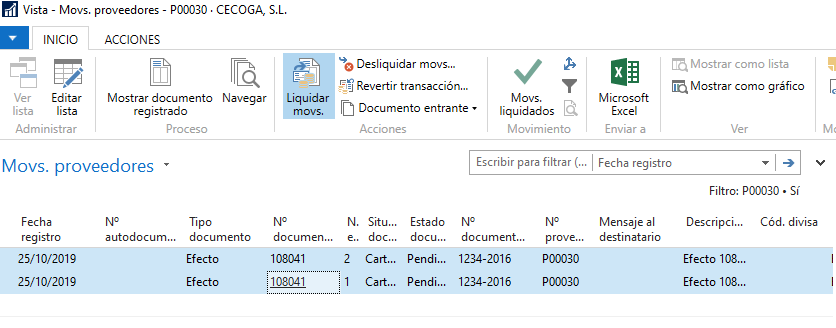 Vista - Movs. proveedores - P00030 · CECOGA, S.L.
INICIO ACCIONES
Ver lista
Editar lista
Administrar
Mostrar documento registrado
Navegar
Proceso
Liquidar movs.
Desliquidar movs...
Revertir transacción...
Documento entrante
Acciones
Movs. liquidados
Movimiento
Microsoft Excel
Enviar a
Mostrar como lista
Mostrar como gráfico
Ver
Movs. proveedores
Escribir para filtrar (... Fecha registro
Filtro: P00030 • Sí
Fecha registro Nº autodocum... Tipo documento Nº documen... N. e.. Situ... doc... Estado docu... Nº document... Nº prove... Mensaje al destinatario Descripci... Cód. divisa
25/10/2019 Efecto 108041 2 Cart... Pendi... 1234-2016 P00030 Efecto 108...
25/10/2019 Efecto 108041 1 Cart... Pendi... 1234-2016 P00030 Efecto 108...